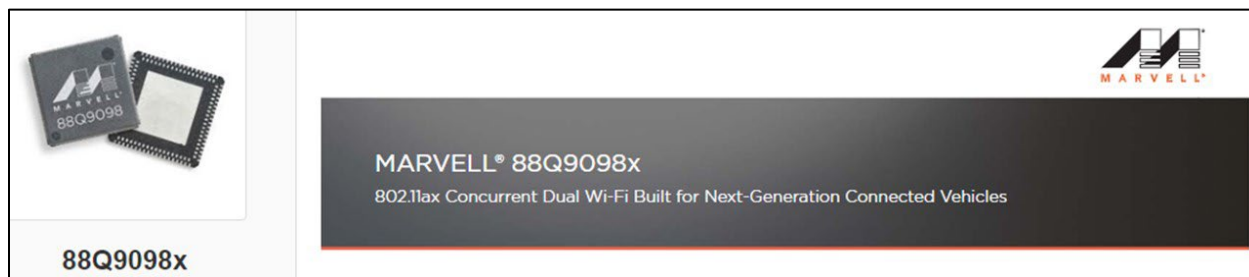 MARVELL®
88Q9098
88Q9098x
MARVELL®
MARVELL® 88Q9098x
802.11ax Concurrent Dual Wi-Fi Built for Next-Generation Connected Vehicles